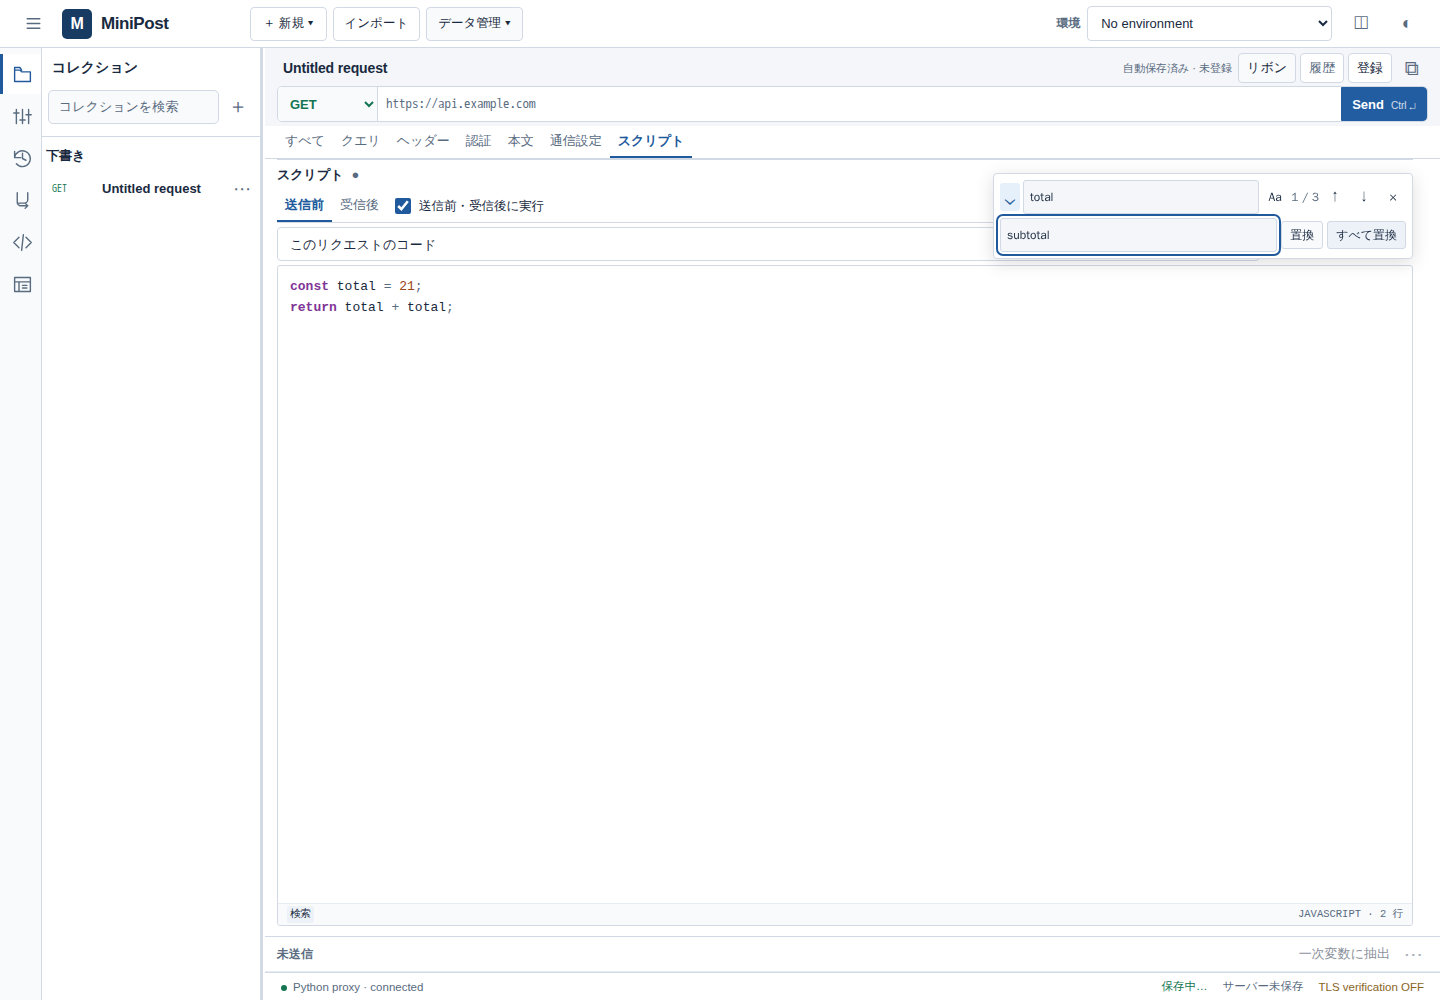 M MiniPost ＋ 新規 ▾ インポート データ管理 ▾ 環境 No environment
コレクション
コレクションを検索 ＋
下書き
GET Untitled request ···
Untitled request 自動保存済み · 未登録 リボン 履歴 登録
GET https://api.example.com Send Ctrl ⏎
すべて クエリ ヘッダー 認証 本文 通信設定 スクリプト
スクリプト ●
送信前 受信後 送信前・受信後に実行
total Aa 1 / 3 ↑ ↓ ×
subtotal 置換 すべて置換
このリクエストのコード
const total = 21;
return total + total;
検索 JAVASCRIPT · 2 行
未送信 一次変数に抽出 ···
Python proxy · connected 保存中… サーバー未保存 TLS verification OFF